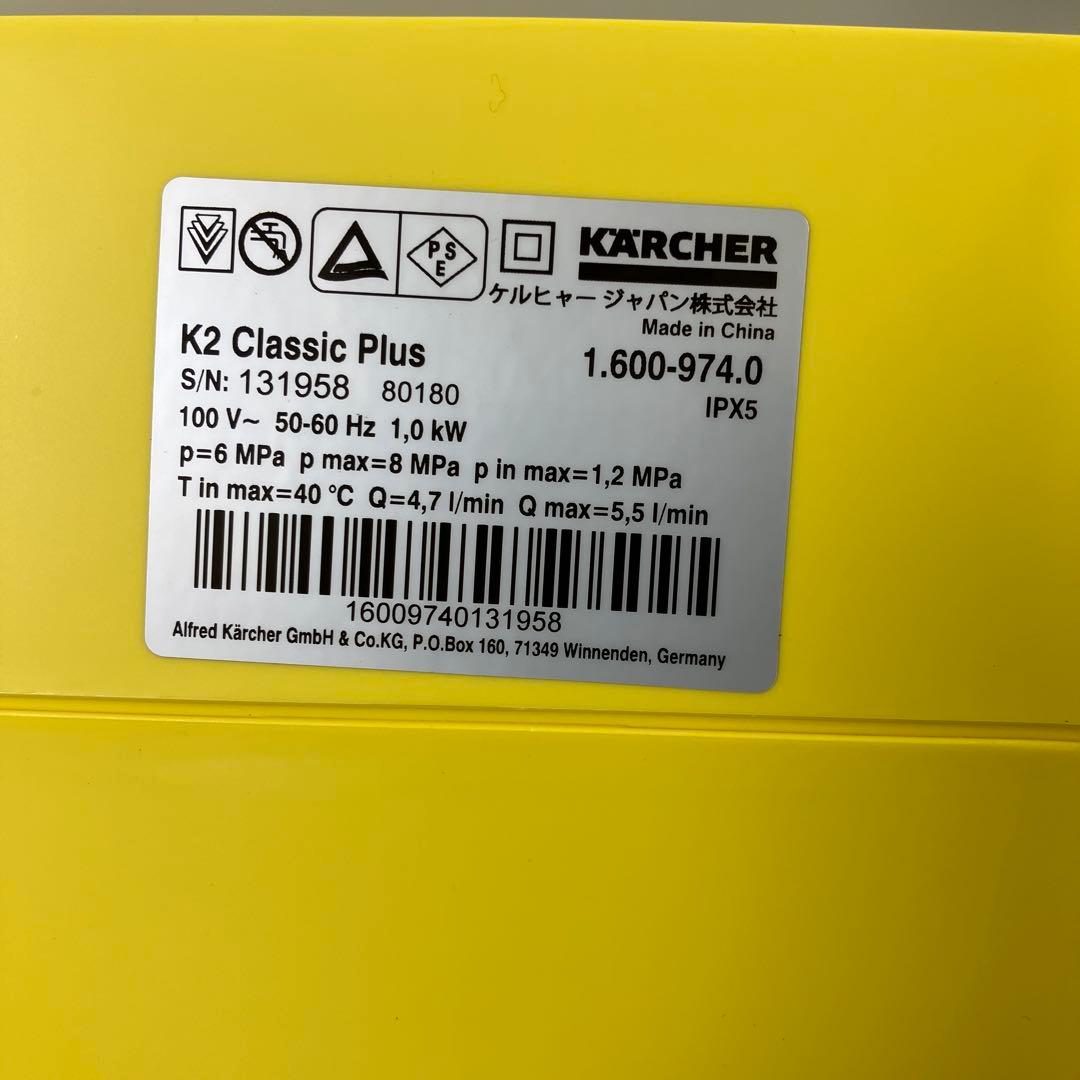 PSE
KÄRCHER
ケルヒャー ジャパン株式会社
Made in China
K2 Classic Plus
1.600-974.0
S/N: 131958 80180
IPX5
100 V~ 50-60 Hz 1,0 kW
p=6 MPa p max=8 MPa p in max=1,2 MPa
T in max=40 °C Q=4,7 l/min Q max=5,5 l/min
16009740131958
Alfred Kärcher GmbH & Co.KG, P.O.Box 160, 71349 Winnenden, Germany